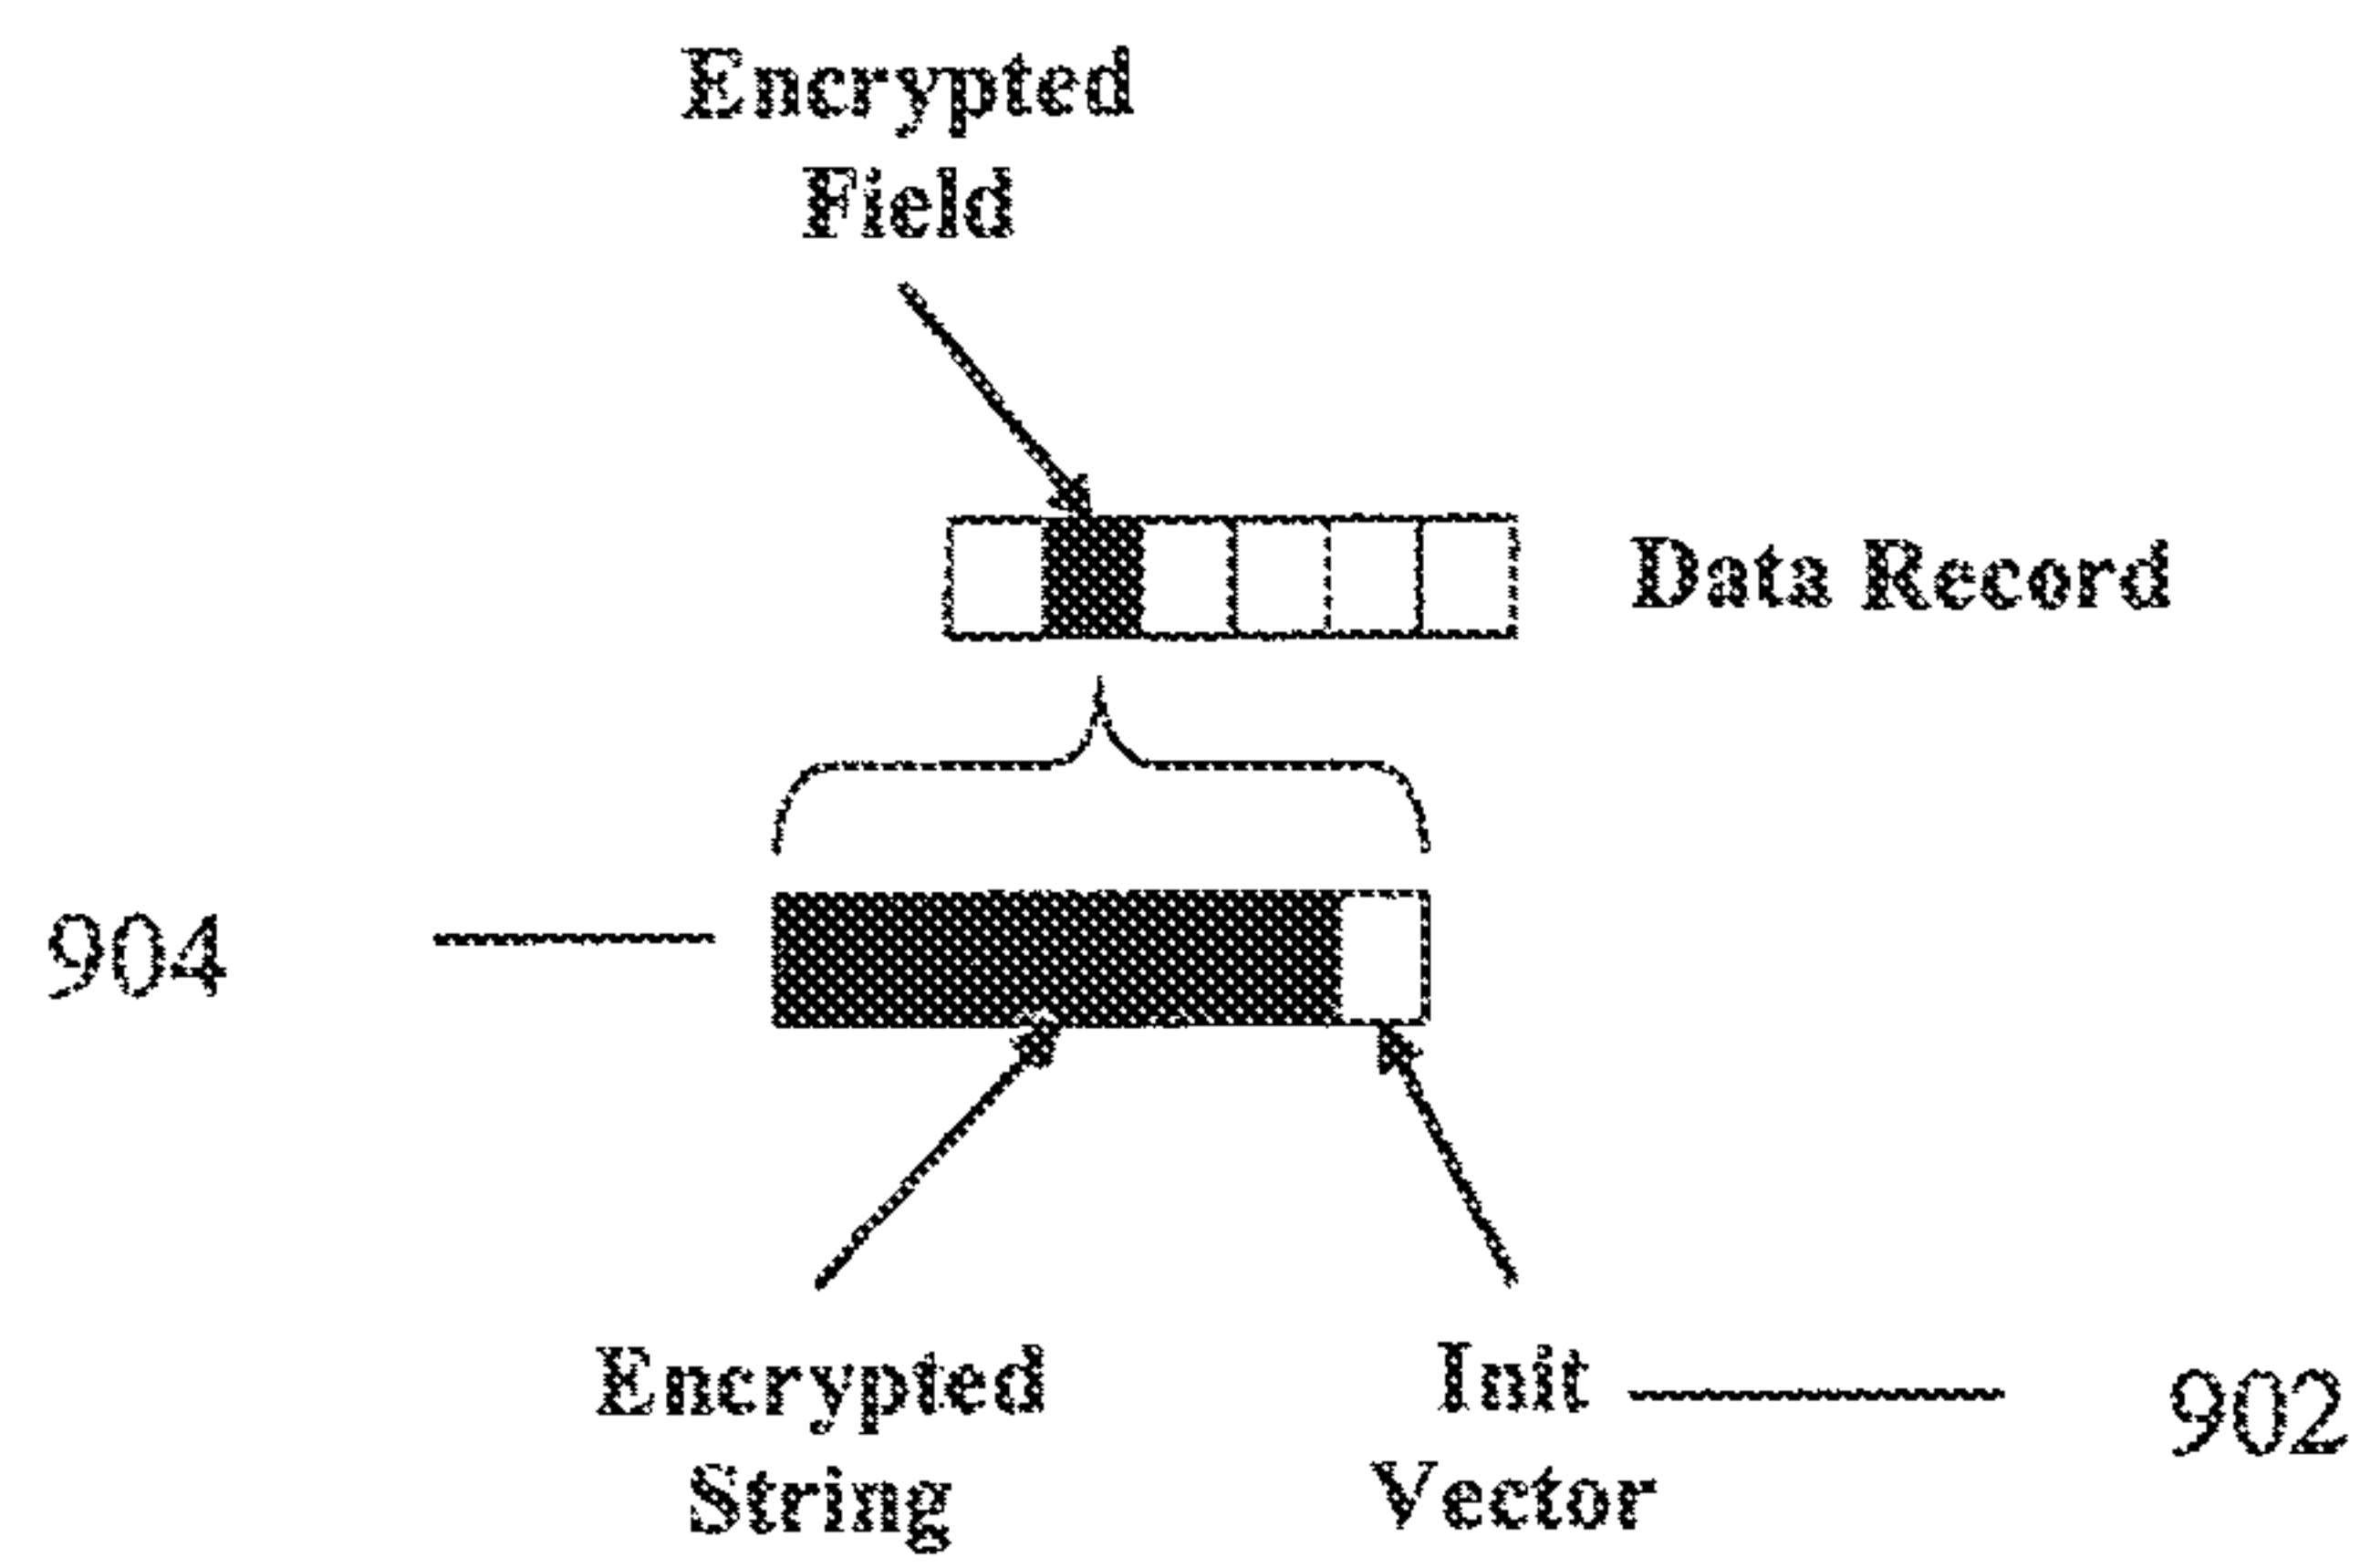 Encrypted
Field
Data Record
904
Encrypted
String
Init
Vector
902